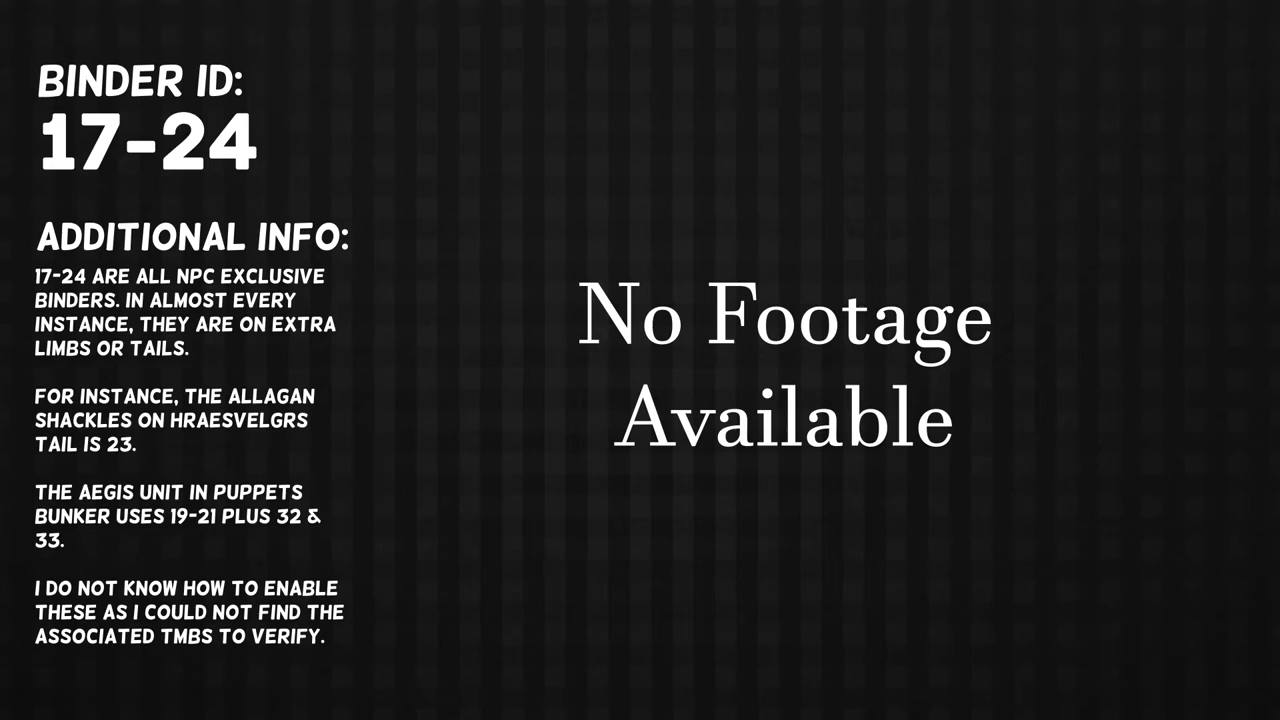 BINDER ID:
17-24
ADDITIONAL INFO:
17-24 ARE ALL NPC EXCLUSIVE
BINDERS. IN ALMOST EVERY
INSTANCE, THEY ARE ON EXTRA
LIMBS OR TAILS.
FOR INSTANCE, THE ALLAGAN
SHACKLES ON HRAESVELGRS
TAIL IS 23.
THE AEGIS UNIT IN PUPPETS
BUNKER USES 19-21 PLUS 32 &
33.
I DO NOT KNOW HOW TO ENABLE
THESE AS I COULD NOT FIND THE
ASSOCIATED TMBS TO VERIFY.
No Footage
Available